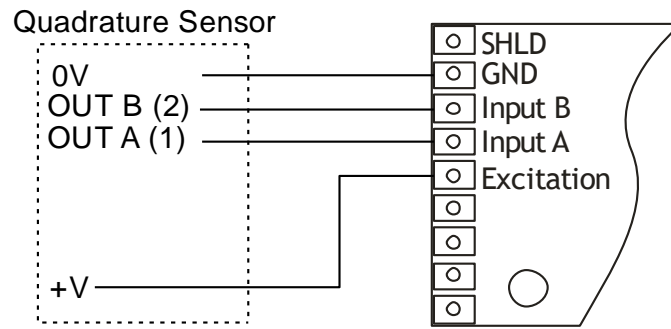 Quadrature Sensor
0V
OUT B (2)
OUT A (1)
+V
SHLD
GND
Input B
Input A
Excitation